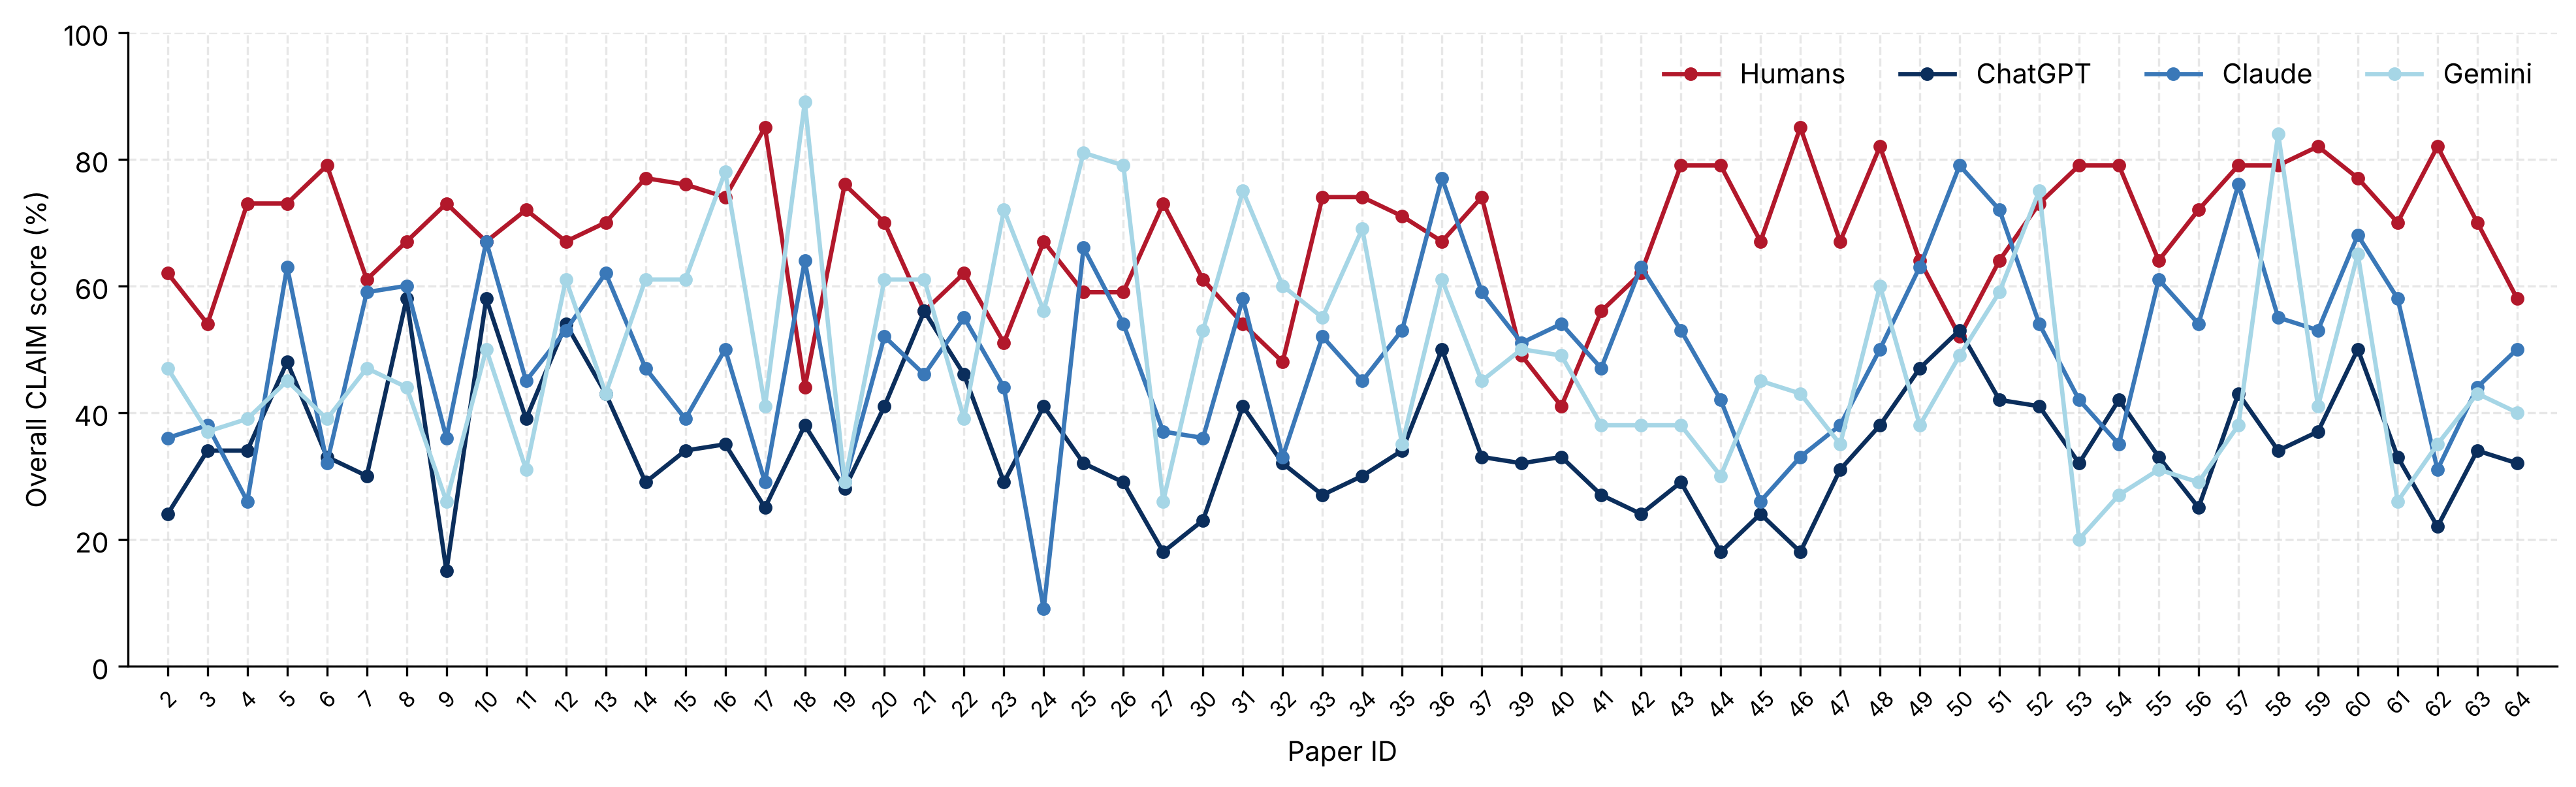 Overall CLAIM score (%)
100
80
60
40
20
0
Humans ChatGPT Claude Gemini
2 3 4 5 6 7 8 9 10 11 12 13 14 15 16 17 18 19 20 21 22 23 24 25 26 27 30 31 32 33 34 35 36 37 39 40 41 42 43 44 45 46 47 48 49 50 51 52 53 54 55 56 57 58 59 60 61 62 63 64
Paper ID